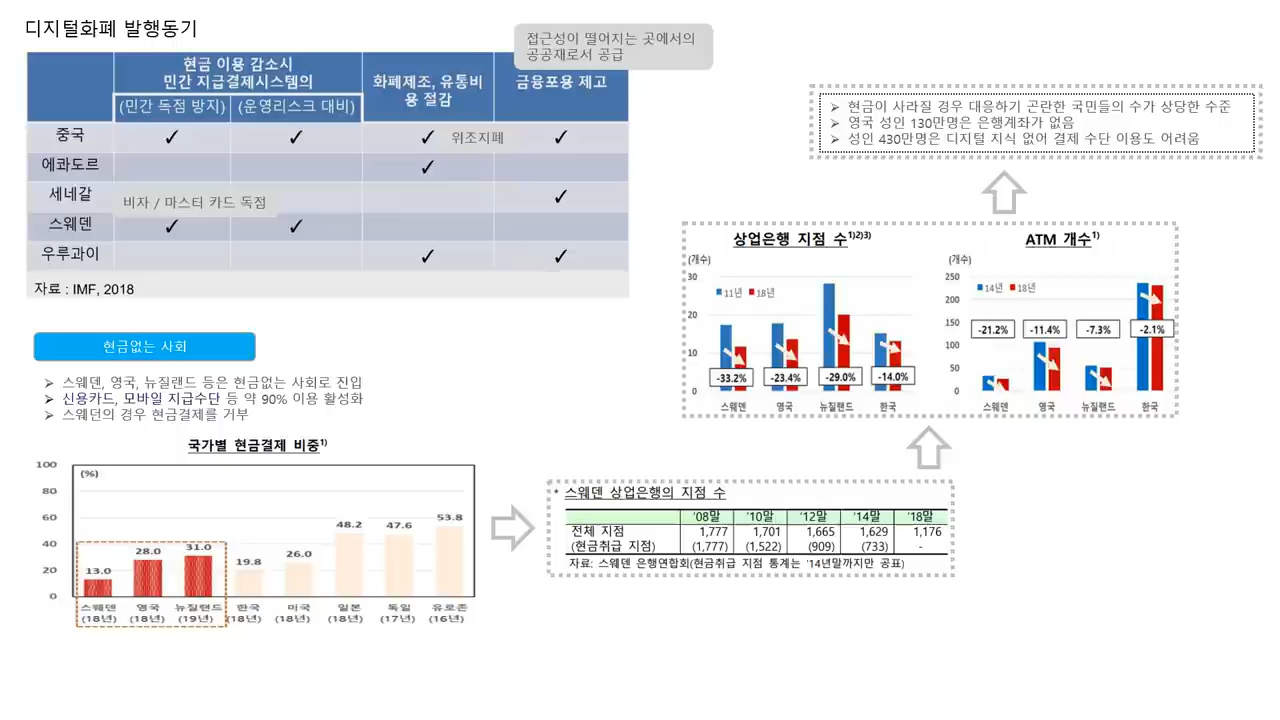 디지털화폐 발행동기
접근성이 떨어지는 곳에서의
공공재로서 공급
현금 이용 감소시
민간 지급결제시스템의
(민간 독점 방지) (운영리스크 대비)
화폐제조, 유통비
용 절감
금융포용 제고
중국 ✓ ✓ ✓ 위조지폐 ✓
에콰도르 ✓
세네갈 ✓
비자 / 마스터 카드 독점
스웨덴 ✓ ✓
우루과이 ✓ ✓
자료 : IMF, 2018
현금없는 사회
➢ 스웨덴, 영국, 뉴질랜드 등은 현금없는 사회로 진입
➢ 신용카드, 모바일 지급수단 등 약 90% 이용 활성화
➢ 스웨던의 경우 현금결제를 거부
국가별 현금결제 비중1)
(%)
100
80
60
40
20
0
13.0 28.0 31.0 19.8 26.0 48.2 47.6 53.8
스웨덴 영국 뉴질랜드 한국 미국 일본 독일 유로존
(18년) (18년) (19년) (18년) (18년) (18년) (17년) (16년)
* 스웨덴 상업은행의 지점 수
'08말 '10말 '12말 '14말 '18말
전체 지점 1,777 1,701 1,665 1,629 1,176
(현금취급 지점) (1,777) (1,522) (909) (733) -
자료: 스웨덴 은행연합회(현금취급 지점 통계는 '14년말까지만 공표)
상업은행 지점 수1)2)3)
(개수)
30
20
10
0
11년 18년
-33.2% -23.4% -29.0% -14.0%
스웨덴 영국 뉴질랜드 한국
ATM 개수1)
(개수)
250
200
150
100
50
0
14년 18년
-21.2% -11.4% -7.3% -2.1%
스웨덴 영국 뉴질랜드 한국
➢ 현금이 사라질 경우 대응하기 곤란한 국민들의 수가 상당한 수준
➢ 영국 성인 130만명은 은행계좌가 없음
➢ 성인 430만명은 디지털 지식 없어 결제 수단 이용도 어려움